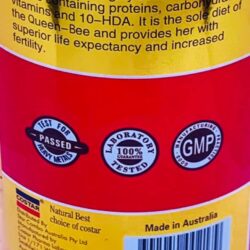 containing proteins, carbohydr
vitamins and 10-HDA. It is the sole diet of
the Queen-Bee and provides her with
superior life expectancy and increased
fertility.
TEST FOR
PASSED
HEAVY METALS
LABORATORY
100%
GUARANTEE
TESTED
GMP
COSTAR
Natural Best
choice of costar
Made in Australia
Pty Ltd